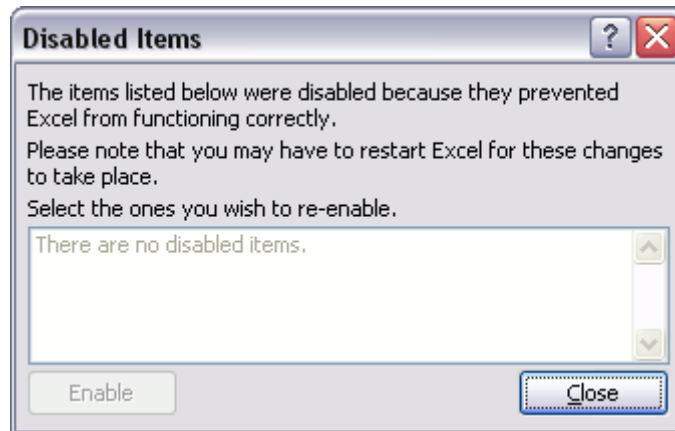 Disabled Items
The items listed below were disabled because they prevented
Excel from functioning correctly.
Please note that you may have to restart Excel for these changes
to take place.
Select the ones you wish to re-enable.
There are no disabled items.
Enable
Close